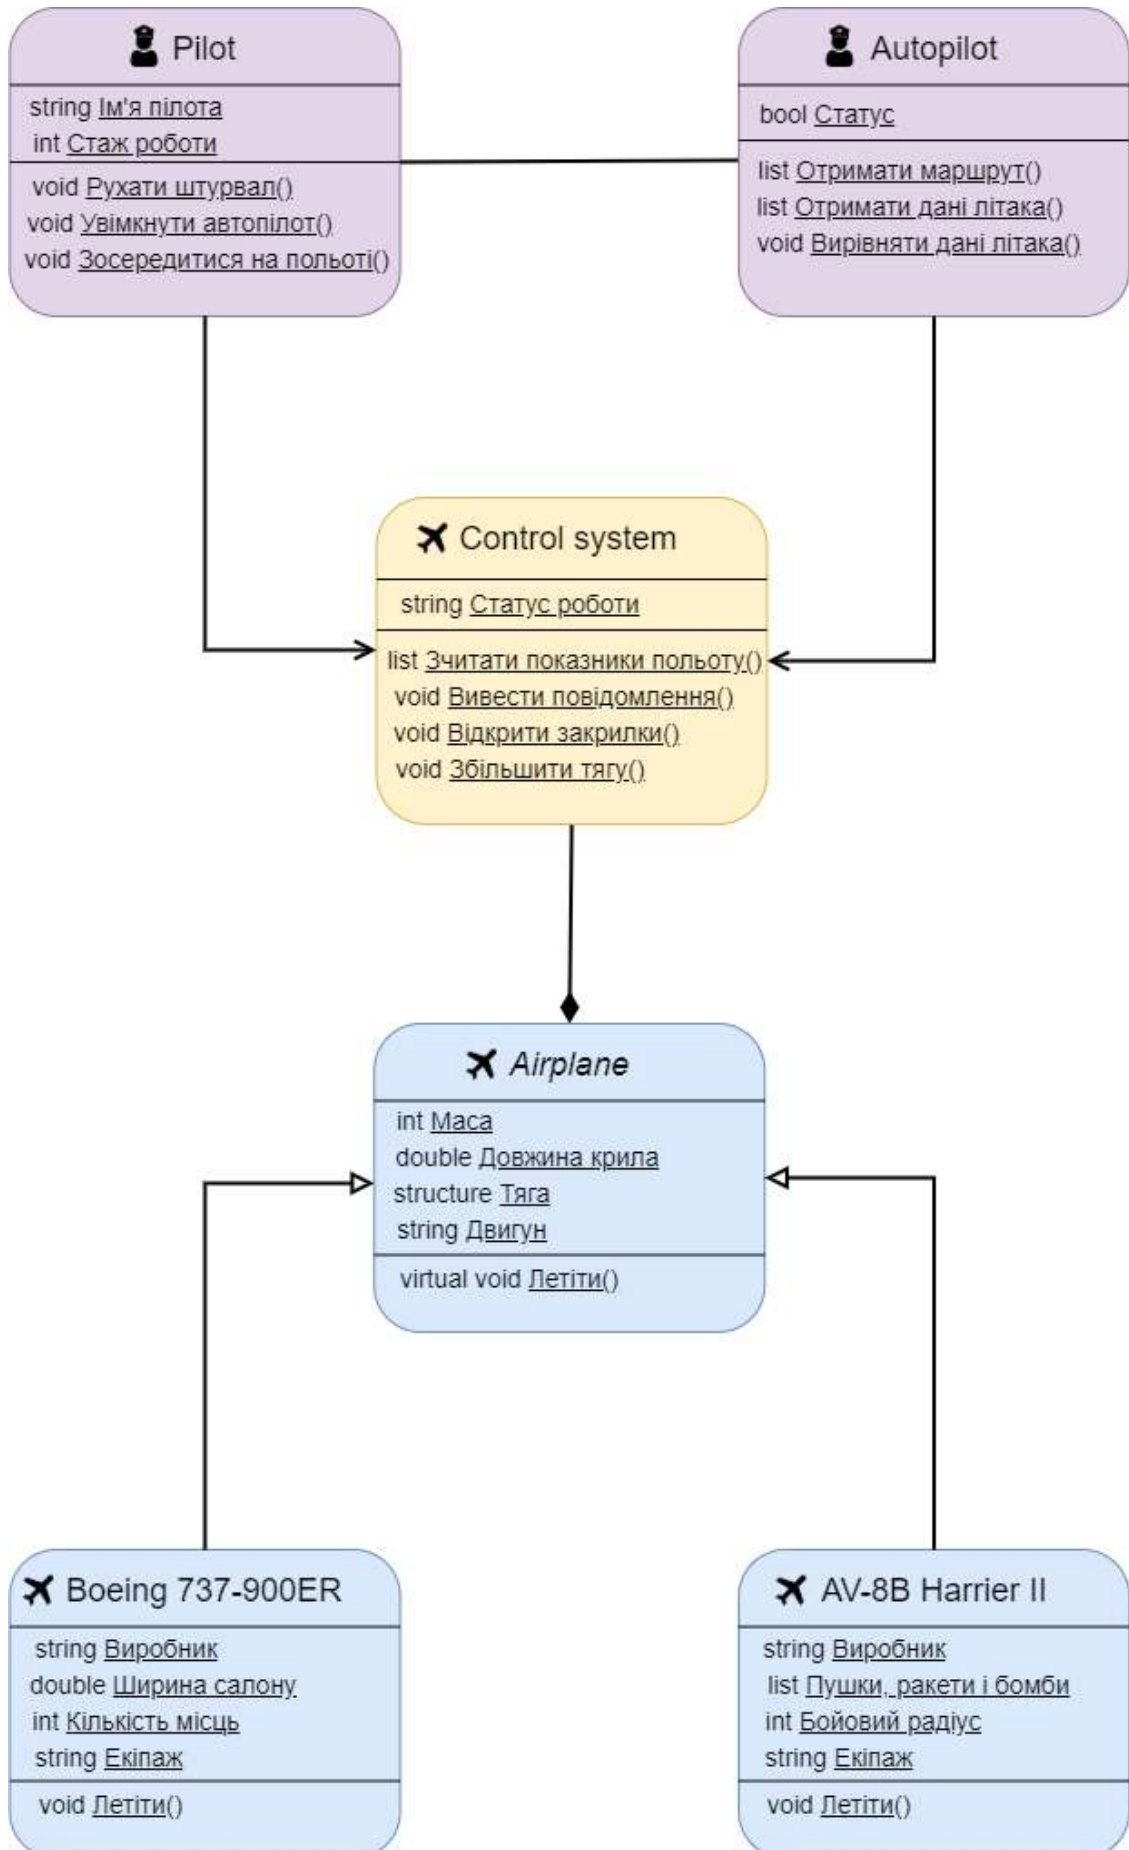 Pilot
string Ім'я пілота
int Стаж роботи
void Рухати штурвал()
void Увімкнути автопілот()
void Зосередитися на польоті()
Autopilot
bool Статус
list Отримати маршрут()
list Отримати дані літака()
void Вирівняти дані літака()
Control system
string Статус роботи
list Зчитати показники польоту()
void Вивести повідомлення()
void Відкрити закрилки()
void Збільшити тягу()
Airplane
int Маса
double Довжина крила
structure Тяга
string Двигун
virtual void Летіти()
Boeing 737-900ER
string Виробник
double Ширина салону
int Кількість місць
string Екіпаж
void Летіти()
AV-8B Harrier II
string Виробник
list Пушки, ракети і бомби
int Бойовий радіус
string Екіпаж
void Летіти()